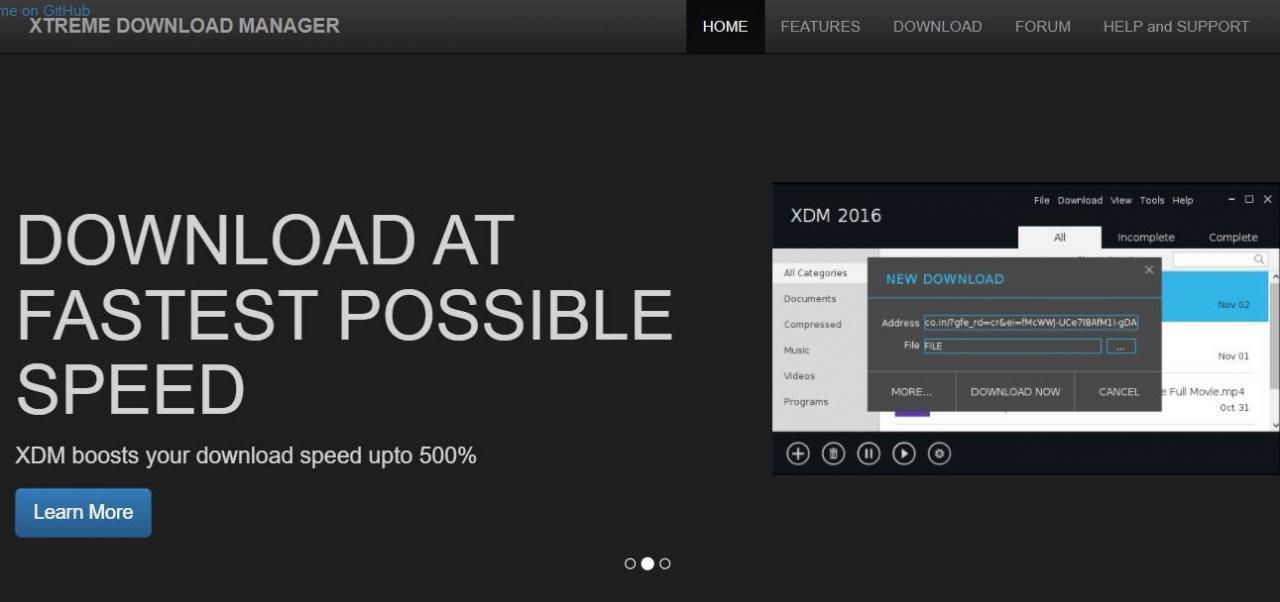 me on GitHub
XTREME DOWNLOAD MANAGER
HOME FEATURES DOWNLOAD FORUM HELP and SUPPORT
DOWNLOAD AT
FASTEST POSSIBLE
SPEED
XDM boosts your download speed upto 500%
Learn More
XDM 2016
File Download View Tools Help
All Incomplete Complete
All Categories
Documents
Compressed
Music
Videos
Programs
NEW DOWNLOAD
Address co.in/?gfe_rd=cr&ei=fMcWWJ-UCe7I8AfM1I-gDA
File FILE ...
MORE... DOWNLOAD NOW CANCEL
Nov 02
Nov 01
e Full Movie.mp4
Oct 31